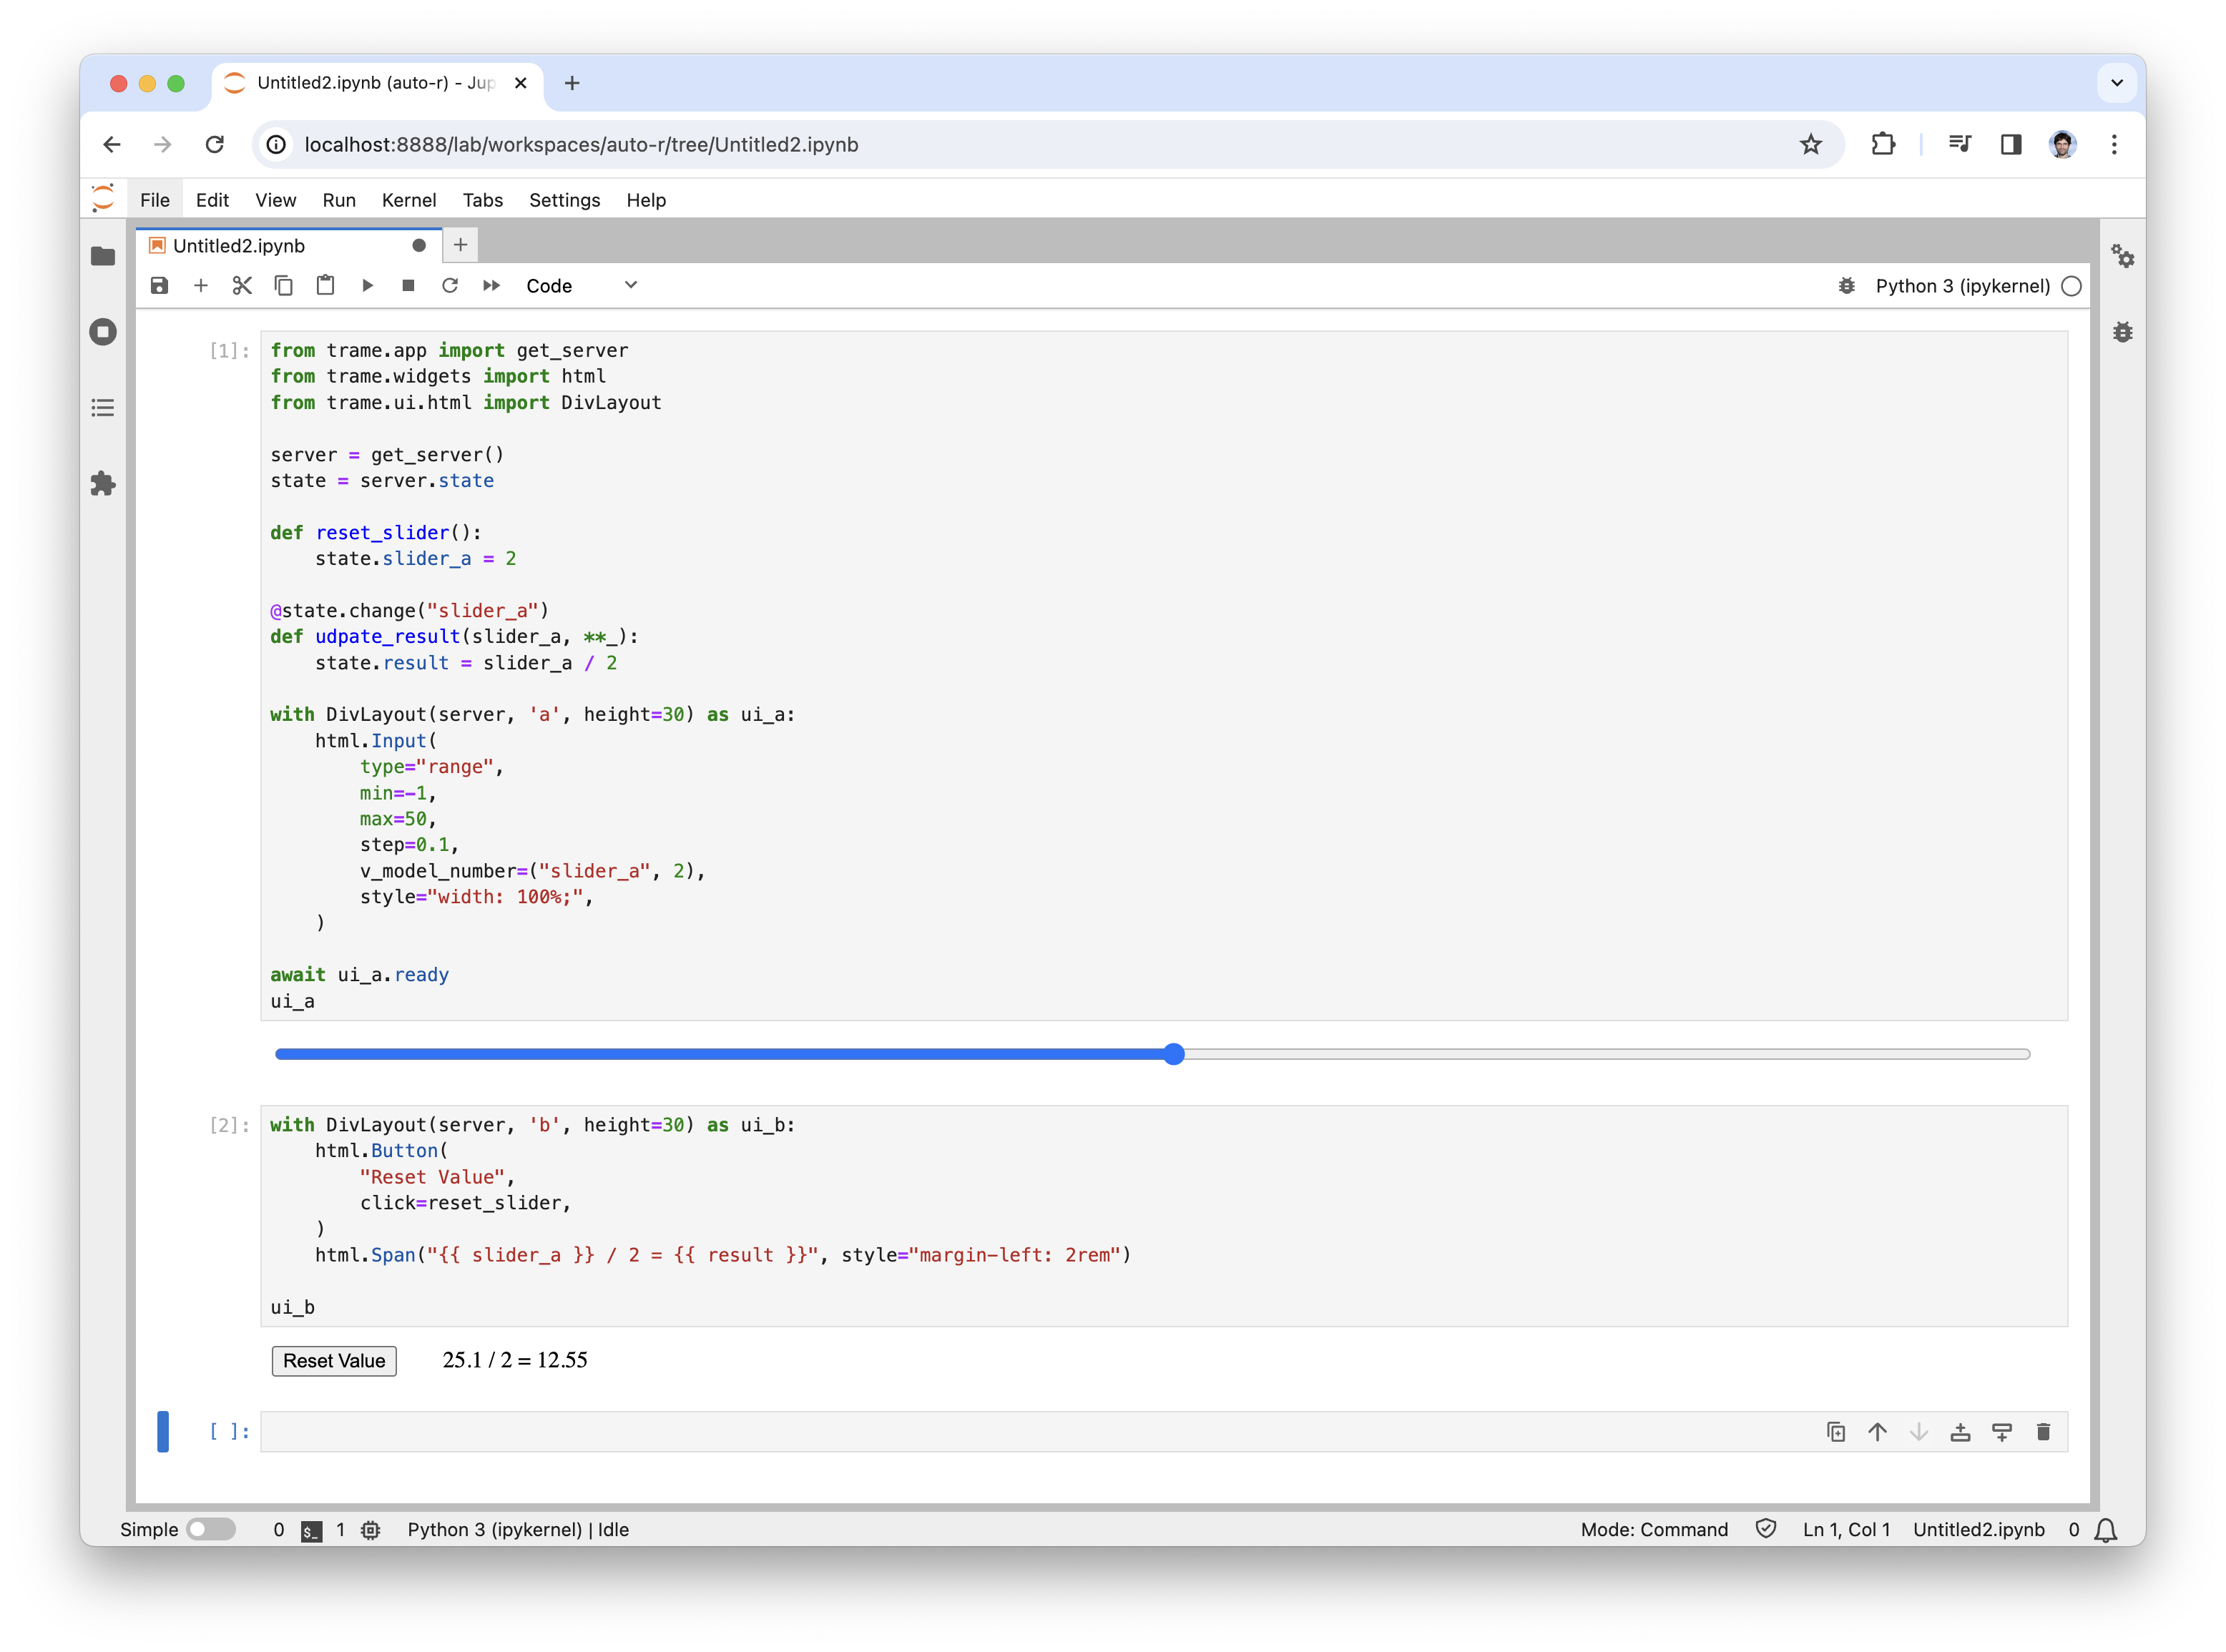 Untitled2.ipynb (auto-r) - Jup
localhost:8888/lab/workspaces/auto-r/tree/Untitled2.ipynb
File Edit View Run Kernel Tabs Settings Help
Untitled2.ipynb
Code
Python 3 (ipykernel)
[1]:
from trame.app import get_server
from trame.widgets import html
from trame.ui.html import DivLayout
server = get_server()
state = server.state
def reset_slider():
    state.slider_a = 2
@state.change("slider_a")
def udpate_result(slider_a, **_):
    state.result = slider_a / 2
with DivLayout(server, 'a', height=30) as ui_a:
    html.Input(
        type="range",
        min=-1,
        max=50,
        step=0.1,
        v_model_number=("slider_a", 2),
        style="width: 100%;",
    )
await ui_a.ready
ui_a
[2]:
with DivLayout(server, 'b', height=30) as ui_b:
    html.Button(
        "Reset Value",
        click=reset_slider,
    )
    html.Span("{{ slider_a }} / 2 = {{ result }}", style="margin-left: 2rem")
ui_b
Reset Value 25.1 / 2 = 12.55
[ ]:
Simple 0 $_ 1 Python 3 (ipykernel) | Idle Mode: Command Ln 1, Col 1 Untitled2.ipynb 0